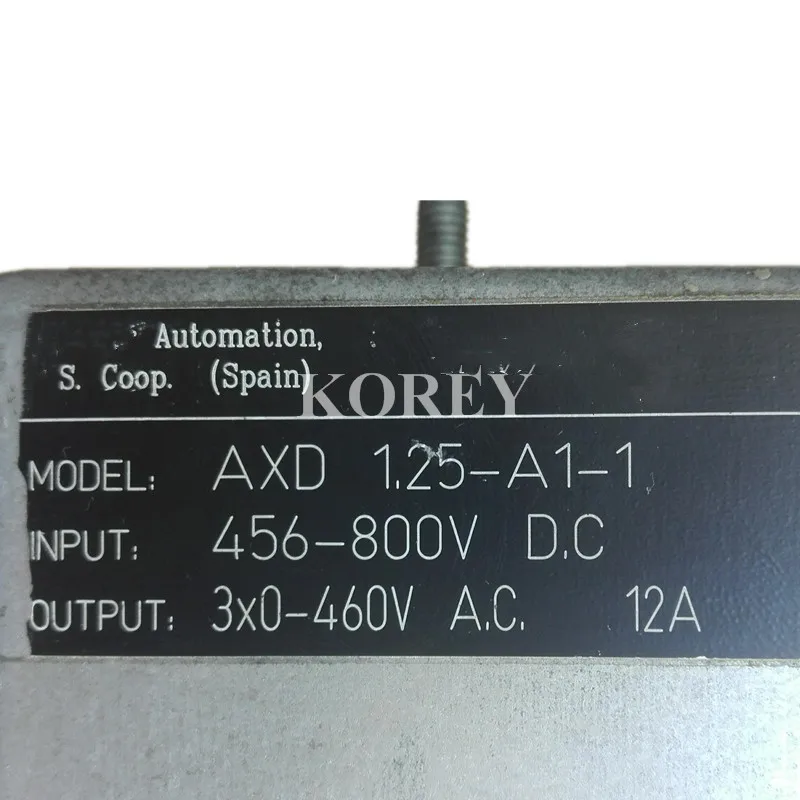 Automation,
S. Coop. (Spain)
KOREY
MODEL: AXD 1.25-A1-1
INPUT: 456-800V D.C
OUTPUT: 3x0-460V A.C. 12A